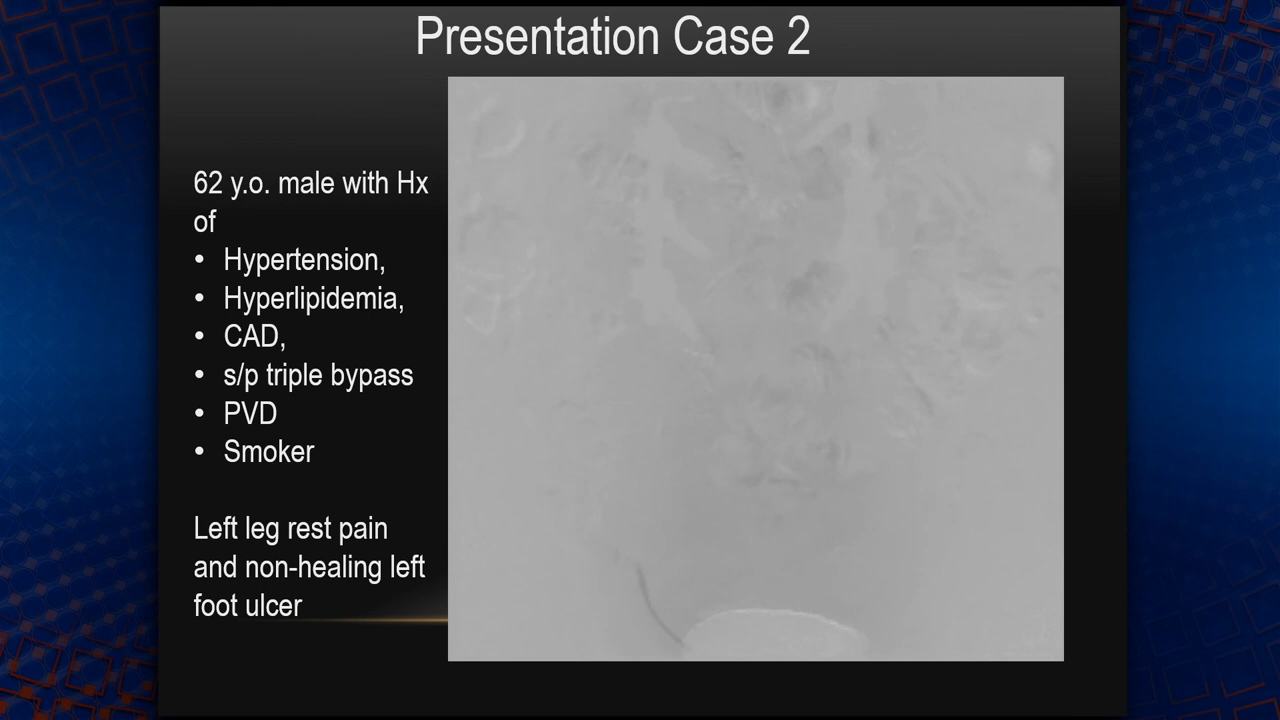 Presentation Case 2
62 y.o. male with Hx
of
• Hypertension,
• Hyperlipidemia,
• CAD,
• s/p triple bypass
• PVD
• Smoker
Left leg rest pain
and non-healing left
foot ulcer